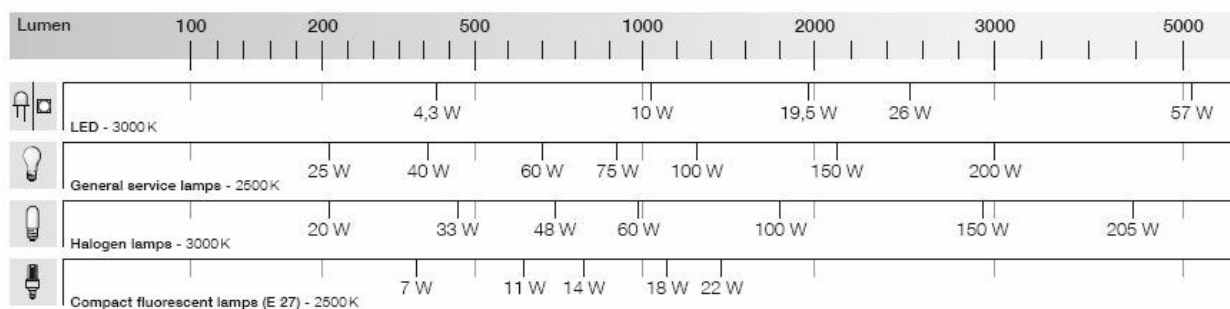 Lumen 100 200 500 1000 2000 3000 5000
4,3 W 10 W 19,5 W 26 W 57 W
LED - 3000 K
25 W 40 W 60 W 75 W 100 W 150 W 200 W
General service lamps - 2500 K
20 W 33 W 48 W 60 W 100 W 150 W 205 W
Halogen lamps - 3000 K
7 W 11 W 14 W 18 W 22 W
Compact fluorescent lamps (E 27) - 2500 K